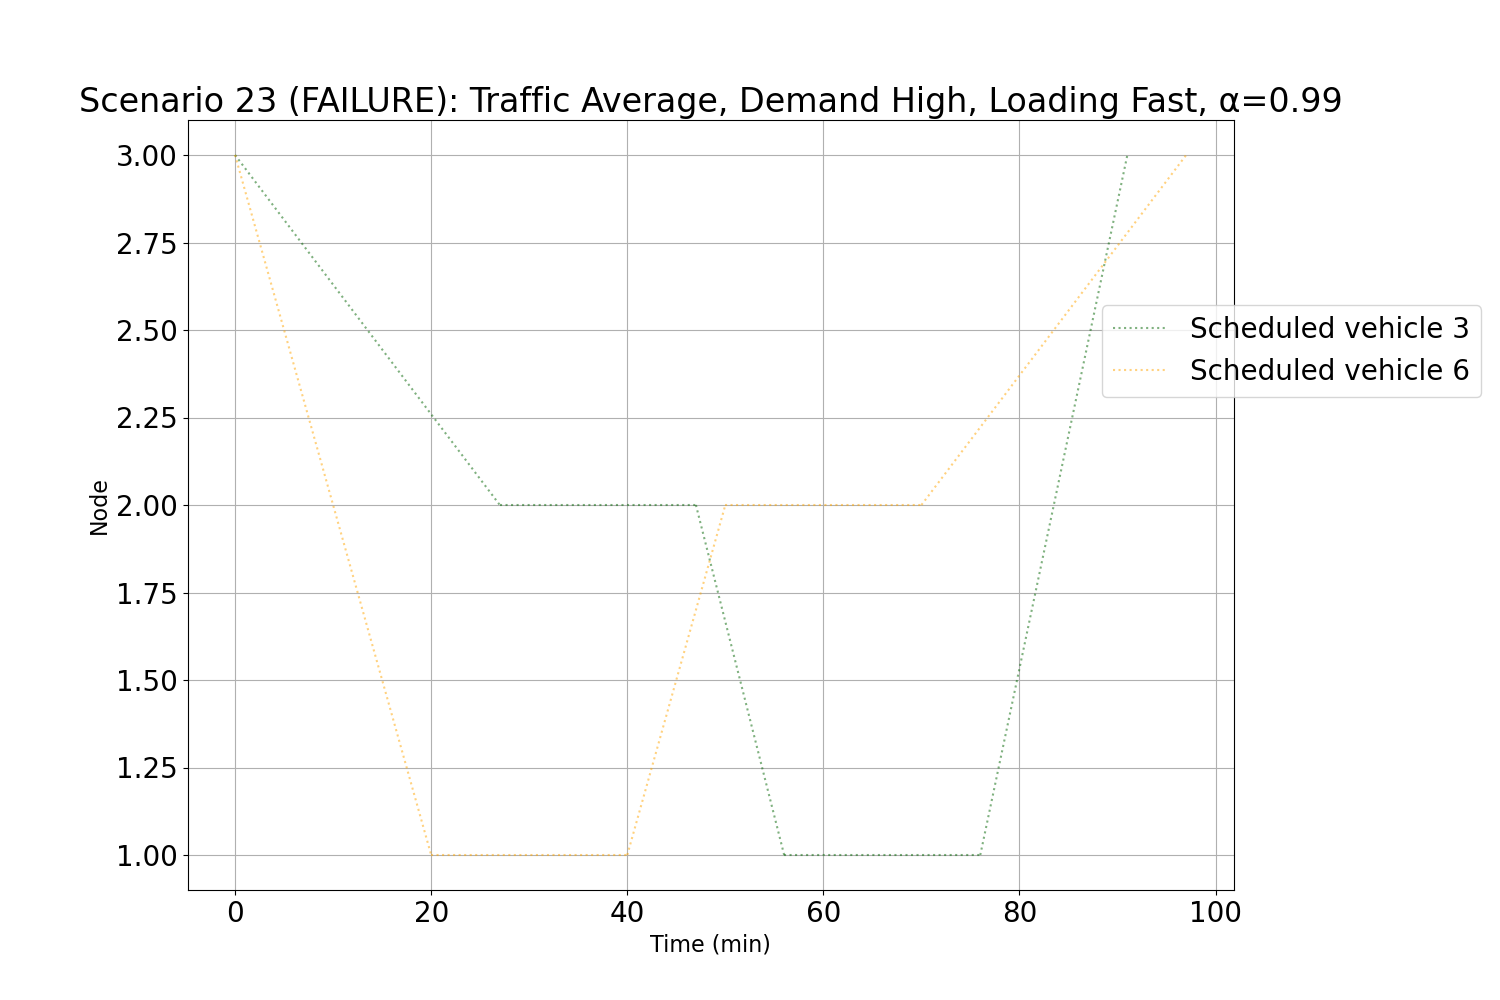 Scenario 23 (FAILURE): Traffic Average, Demand High, Loading Fast, α=0.99
3.00
2.75
2.50
2.25
2.00
1.75
1.50
1.25
1.00
Node
Scheduled vehicle 3
Scheduled vehicle 6
0 20 40 60 80 100
Time (min)